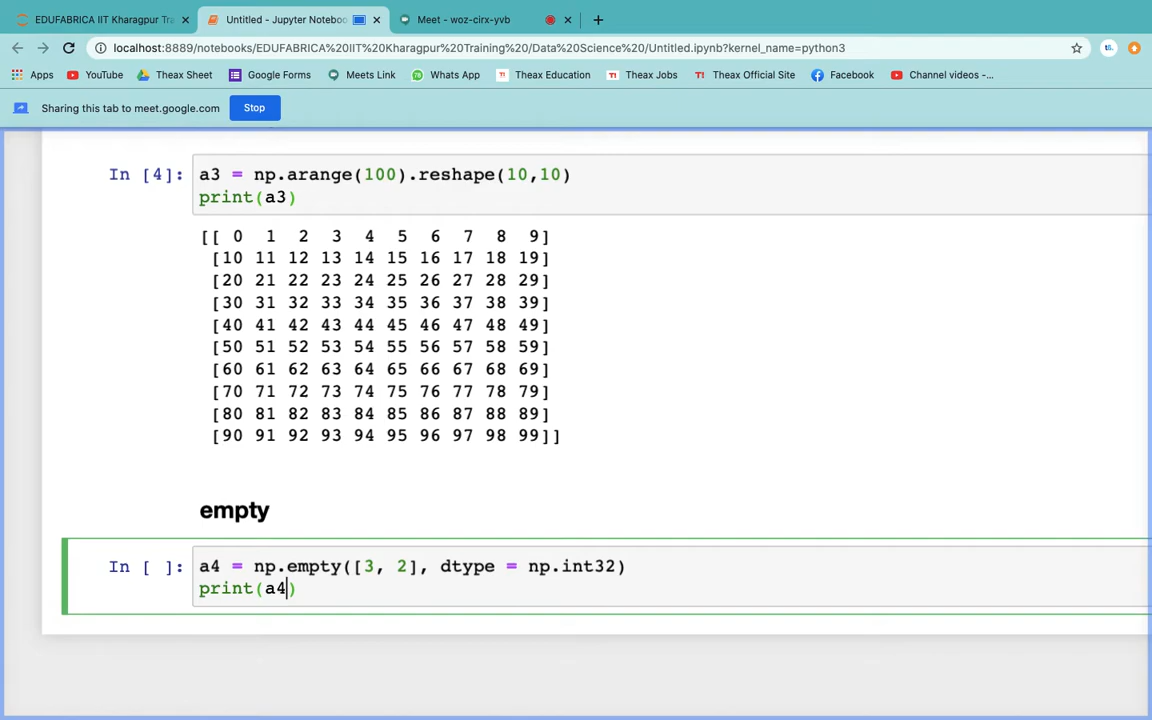 EDUFABRICA IIT Kharagpur Tra
Untitled - Jupyter Noteboo
Meet - woz-cirx-yvb
localhost:8889/notebooks/EDUFABRICA%20IIT%20Kharagpur%20Training%20/Data%20Science%20/Untitled.ipynb?kernel_name=python3
Apps YouTube Theax Sheet Google Forms Meets Link Whats App Theax Education Theax Jobs Theax Official Site Facebook Channel videos -...
Sharing this tab to meet.google.com Stop
In [4]: a3 = np.arange(100).reshape(10,10)
print(a3)
[[ 0 1 2 3 4 5 6 7 8 9]
[10 11 12 13 14 15 16 17 18 19]
[20 21 22 23 24 25 26 27 28 29]
[30 31 32 33 34 35 36 37 38 39]
[40 41 42 43 44 45 46 47 48 49]
[50 51 52 53 54 55 56 57 58 59]
[60 61 62 63 64 65 66 67 68 69]
[70 71 72 73 74 75 76 77 78 79]
[80 81 82 83 84 85 86 87 88 89]
[90 91 92 93 94 95 96 97 98 99]]
empty
In [ ]: a4 = np.empty([3, 2], dtype = np.int32)
print(a4)